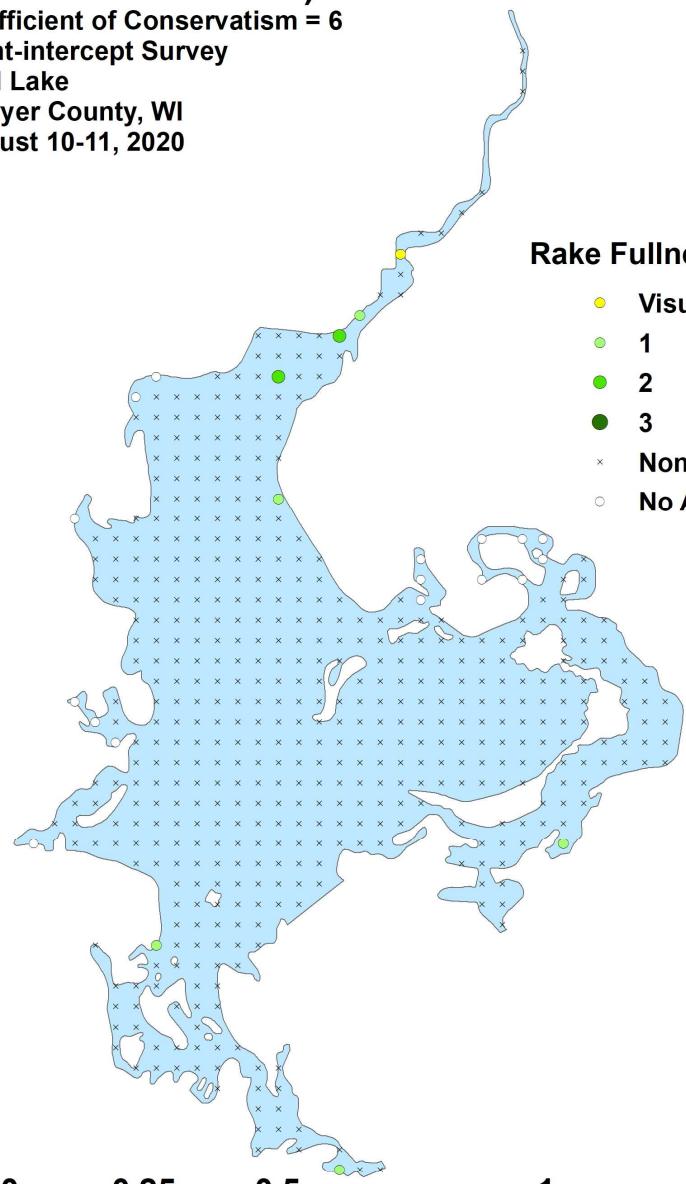 fficient of Conservatism = 6
nt-intercept Survey
l Lake
yer County, WI
ust 10-11, 2020
Rake Fullne
Visu
1
2
3
Non
No A
0 0.25 0.5 1